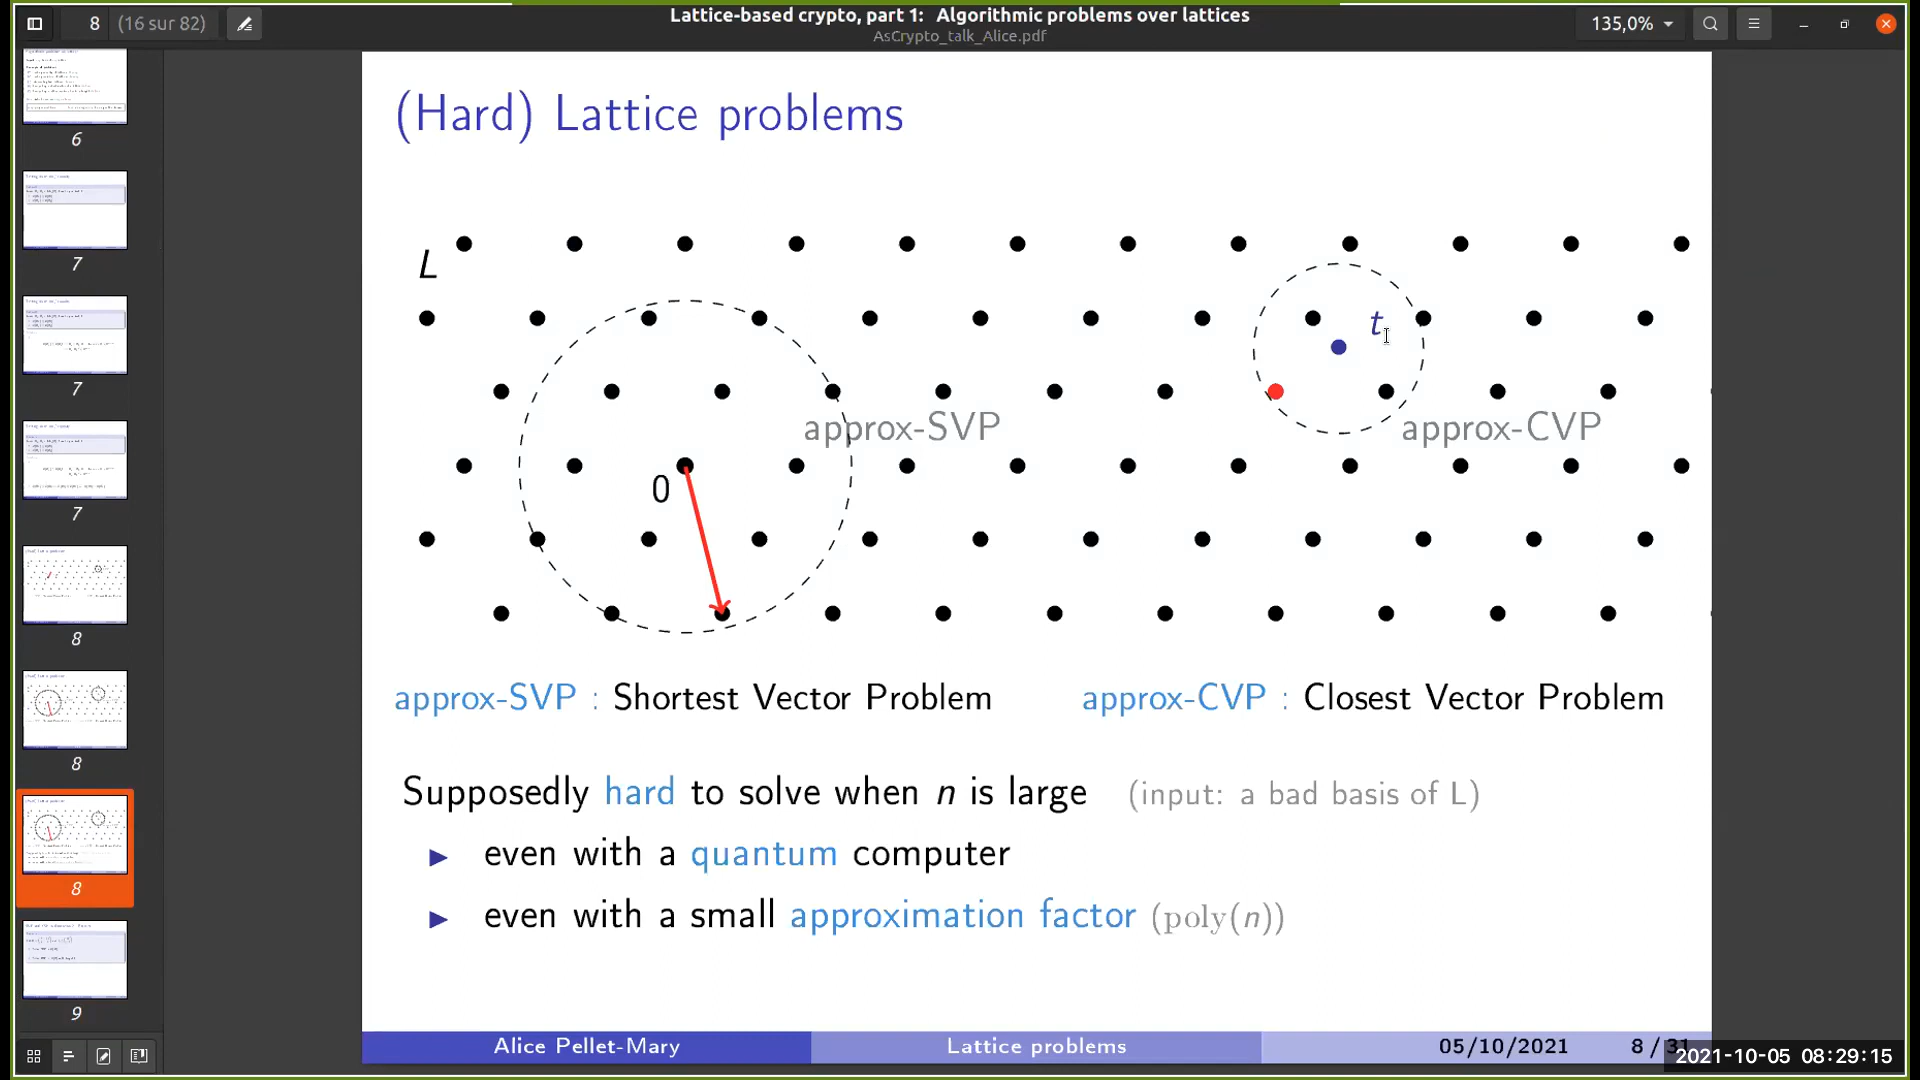 Lattice-based crypto, part 1: Algorithmic problems over lattices
AsCrypto_talk_Alice.pdf
8 (16 sur 82)
135,0%
6
7
7
7
8
8
8
9
(Hard) Lattice problems
L
t
approx-SVP
approx-CVP
0
approx-SVP : Shortest Vector Problem
approx-CVP : Closest Vector Problem
Supposedly hard to solve when n is large (input: a bad basis of L)
▶ even with a quantum computer
▶ even with a small approximation factor (poly(n))
Alice Pellet-Mary
Lattice problems
05/10/2021
8 / 31
2021-10-05 08:29:15